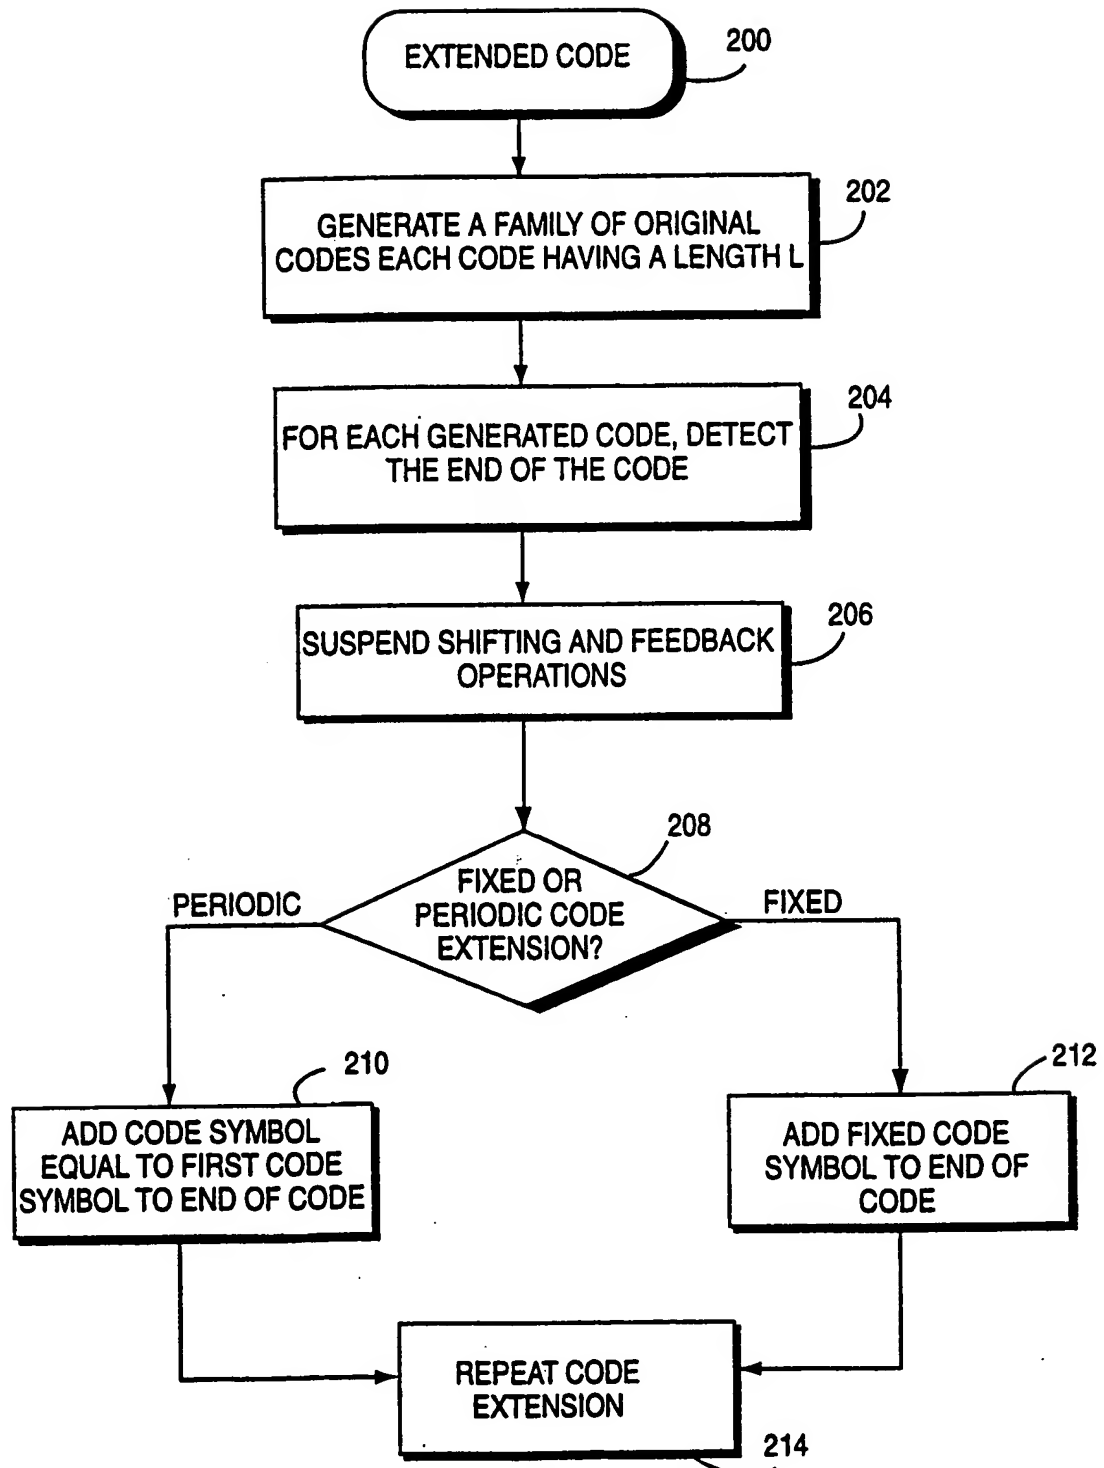 EXTENDED CODE
200
202
GENERATE A FAMILY OF ORIGINAL
CODES EACH CODE HAVING A LENGTH L
204
FOR EACH GENERATED CODE, DETECT
THE END OF THE CODE
206
SUSPEND SHIFTING AND FEEDBACK
OPERATIONS
208
FIXED OR
PERIODIC CODE
EXTENSION?
PERIODIC
FIXED
210
212
ADD CODE SYMBOL
EQUAL TO FIRST CODE
SYMBOL TO END OF CODE
ADD FIXED CODE
SYMBOL TO END OF
CODE
REPEAT CODE
EXTENSION
214